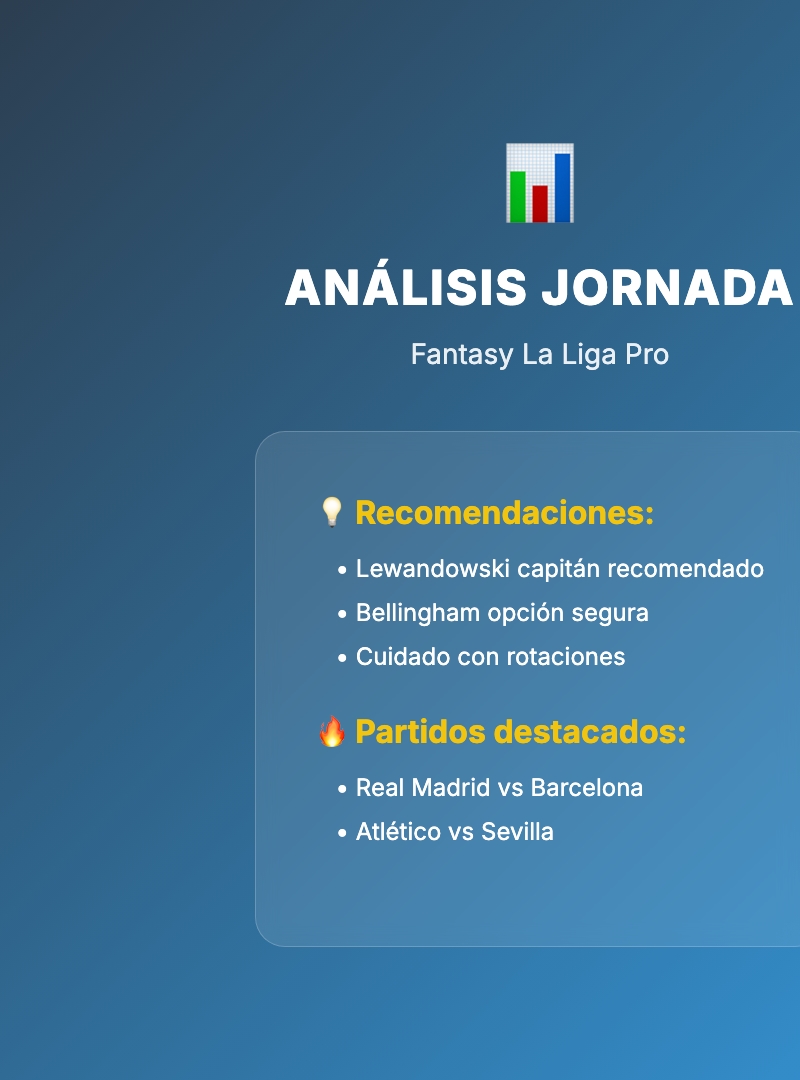 ANÁLISIS JORNADA
Fantasy La Liga Pro
💡 Recomendaciones:
• Lewandowski capitán recomendado
• Bellingham opción segura
• Cuidado con rotaciones
🔥 Partidos destacados:
• Real Madrid vs Barcelona
• Atlético vs Sevilla